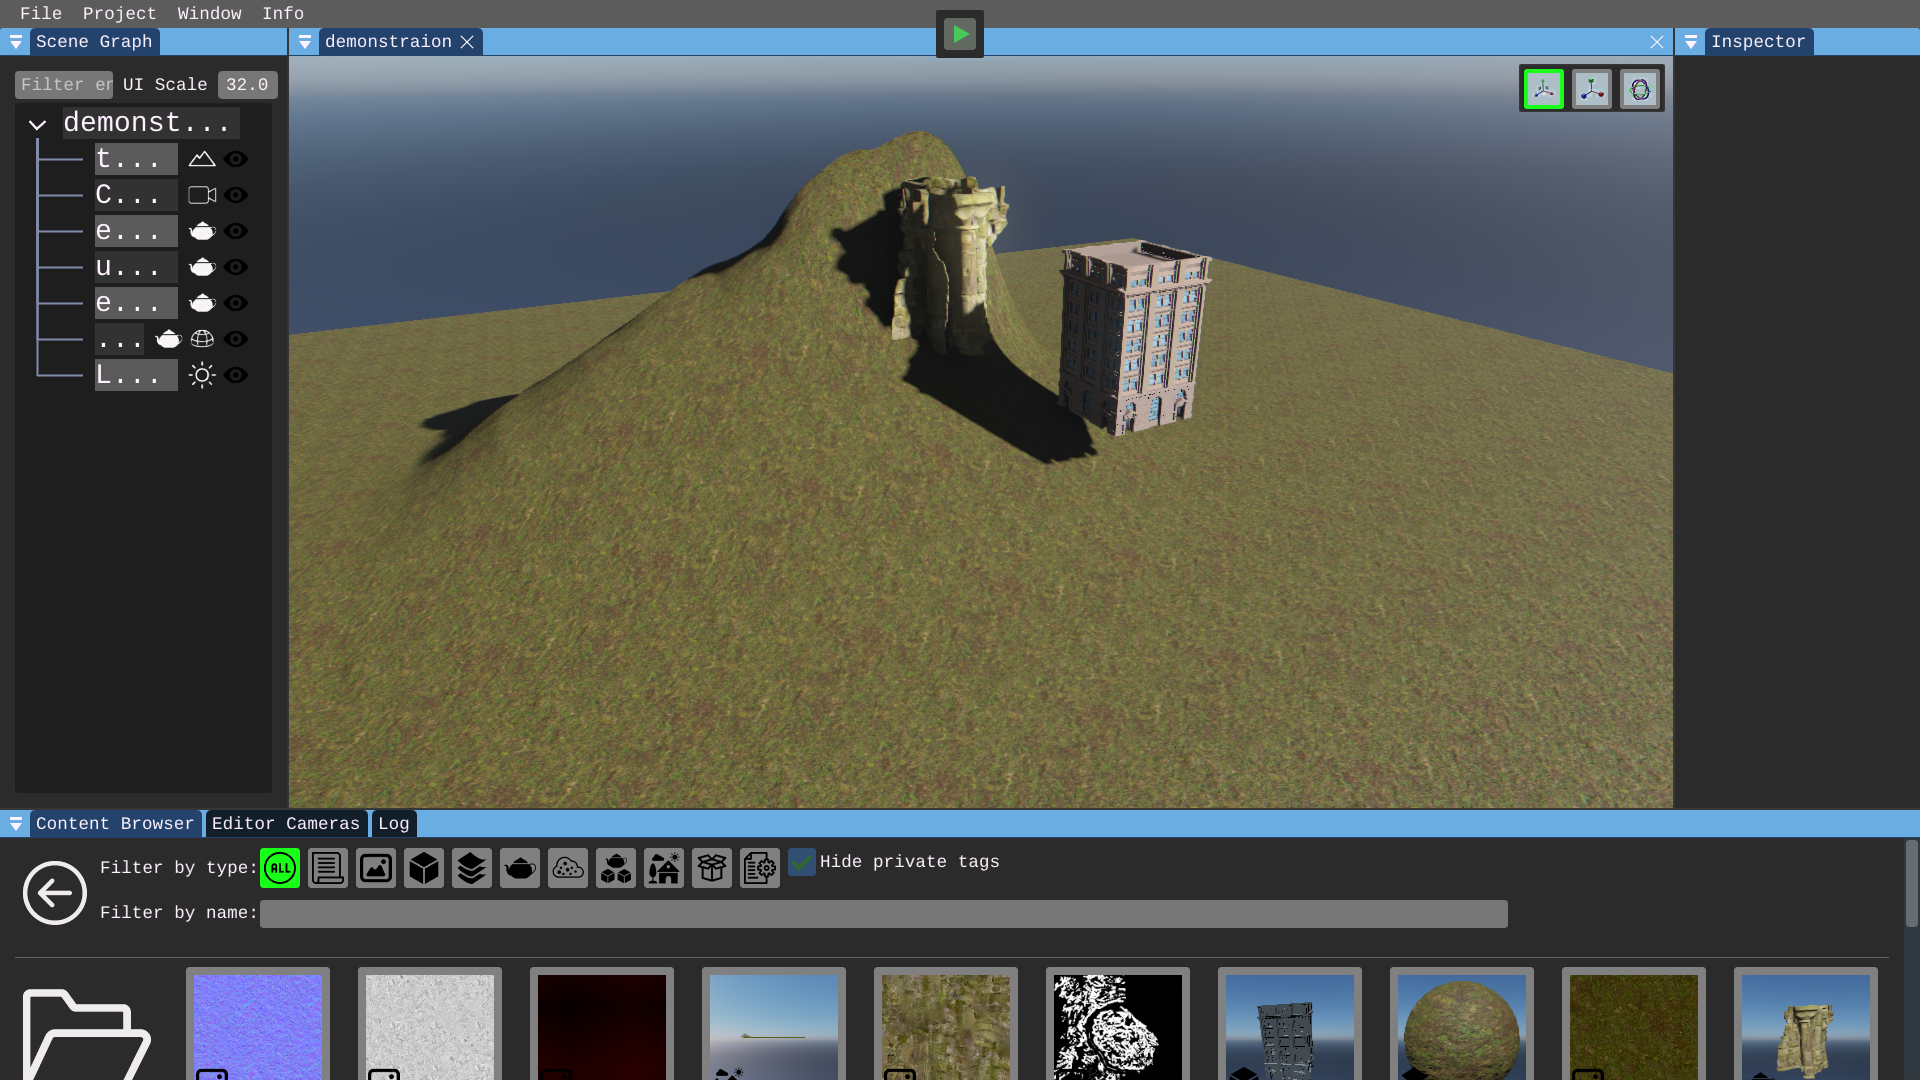 File Project Window Info
Scene Graph
demonstraion
Inspector
Filter er
UI Scale
32.0
demonst...
t...
C...
e...
u...
e...
...
L...
Content Browser
Editor Cameras
Log
Filter by type:
ALL
Hide private tags
Filter by name: